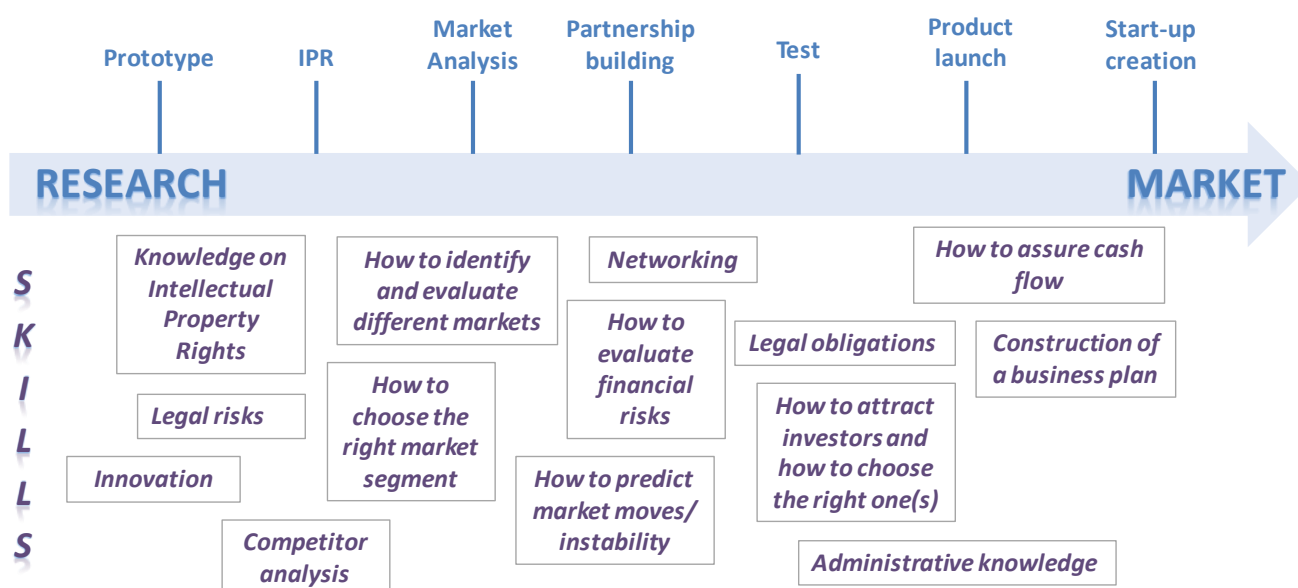 Prototype
IPR
Market
Analysis
Partnership
building
Test
Product
launch
Start-up
creation
RESEARCH
MARKET
SKILLS
Knowledge on
Intellectual
Property
Rights
How to identify
and evaluate
different markets
Networking
How to assure cash
flow
How to
evaluate
financial
risks
Legal obligations
Construction of
a business plan
Legal risks
How to
choose the
right market
segment
How to attract
investors and
how to choose
the right one(s)
Innovation
How to predict
market moves/
instability
Competitor
analysis
Administrative knowledge